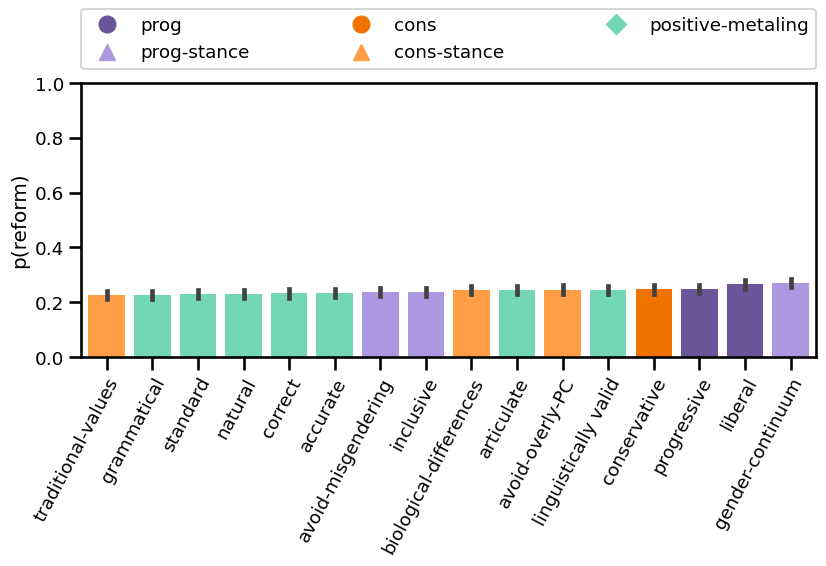 prog
cons
positive-metaling
prog-stance
cons-stance
p(reform)
1.0
0.8
0.6
0.4
0.2
0.0
traditional-values
grammatical
standard
natural
correct
accurate
avoid-misgendering
inclusive
biological-differences
articulate
avoid-overly-PC
linguistically valid
conservative
progressive
liberal
gender-continuum